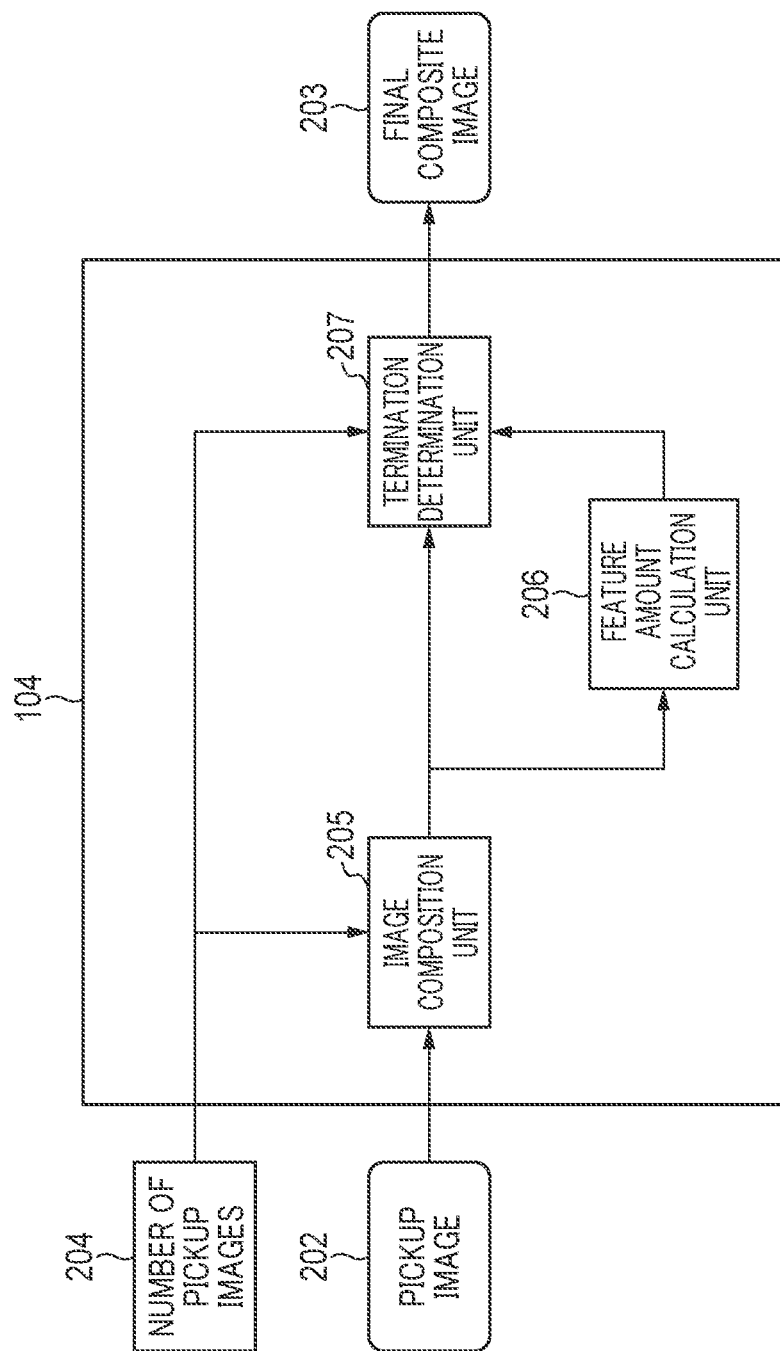 104
204
NUMBER OF
PICKUP
IMAGES
202
PICKUP
IMAGE
205
IMAGE
COMPOSITION
UNIT
206
FEATURE
AMOUNT
CALCULATION
UNIT
207
TERMINATION
DETERMINATION
UNIT
203
FINAL
COMPOSITE
IMAGE